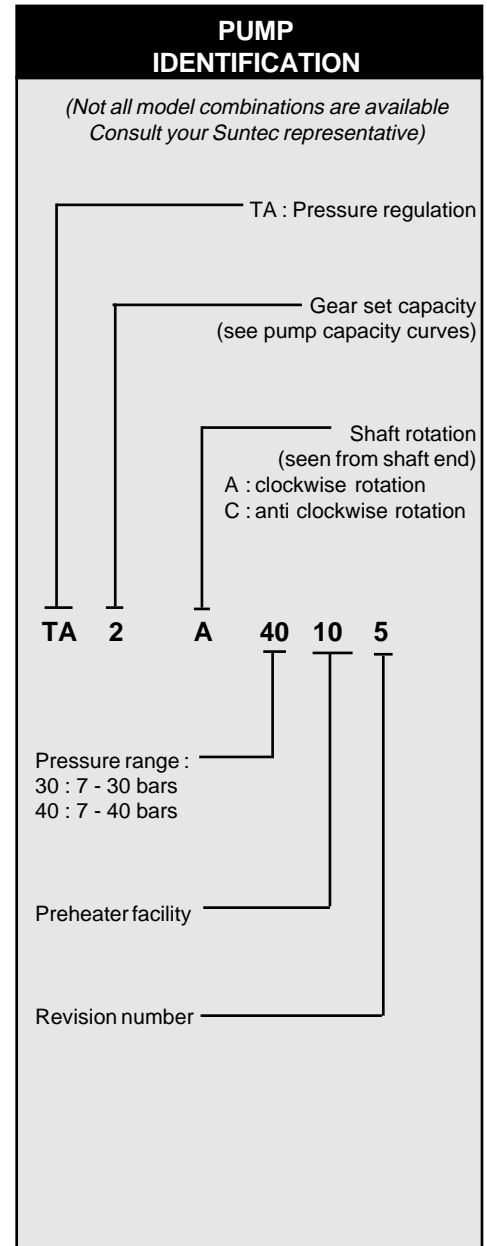 PUMP
IDENTIFICATION
(Not all model combinations are available
Consult your Suntec representative)
TA : Pressure regulation
Gear set capacity
(see pump capacity curves)
Shaft rotation
(seen from shaft end)
A : clockwise rotation
C : anti clockwise rotation
TA 2 A 40 10 5
Pressure range :
30 : 7 - 30 bars
40 : 7 - 40 bars
Preheater facility
Revision number